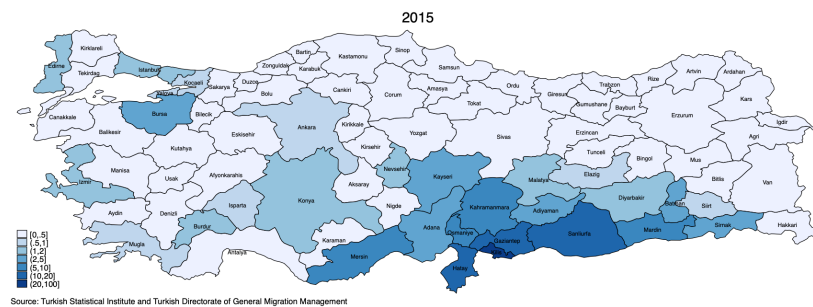 2015
Kirklareli
Edirne
Tekirdag
Istanbul
Kocaeli
Yalova
Sakarya
Duzce
Zonguldak
Bartin
Karabuk
Kastamonu
Sinop
Samsun
Bolu
Cankiri
Corum
Amasya
Tokat
Ordu
Giresun
Gumushane
Trabzon
Bayburt
Rize
Artvin
Ardahan
Kars
Igdir
Agri
Erzurum
Erzincan
Canakkale
Balikesir
Bursa
Bilecik
Eskisehir
Ankara
Kirikkale
Yozgat
Sivas
Kutahya
Kirsehir
Tunceli
Bingol
Mus
Bitlis
Van
Manisa
Izmir
Usak
Afyonkarahisis
Aksaray
Nevsehir
Kayseri
Malatya
Elazig
Diyarbakir
Batman
Siirt
Aydin
Denizli
Isparta
Burdur
Konya
Nigde
Kahramanmara
Adiyaman
Mugla
Antalya
Karaman
Mersin
Adana
Osmaniye
Gaziantep
Kilis
Hatay
Sanliurfa
Mardin
Sirnak
Hakkari
[0,.5]
(.5,1]
(1,2]
(2,5]
(5,10]
(10,20]
(20,100]
Source: Turkish Statistical Institute and Turkish Directorate of General Migration Management